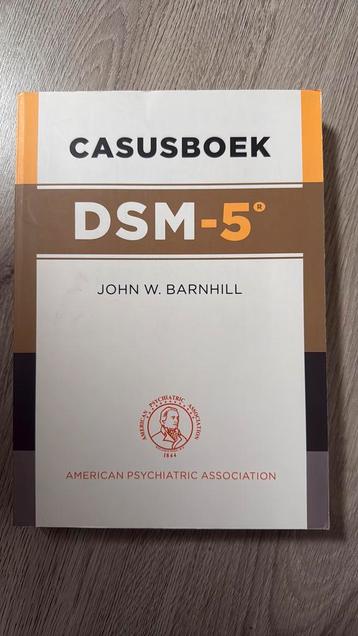 CASUSBOEK
DSM-5®
JOHN W. BARNHILL
AMERICAN PSYCHIATRIC ASSOCIATION
1844
AMERICAN PSYCHIATRIC ASSOCIATION